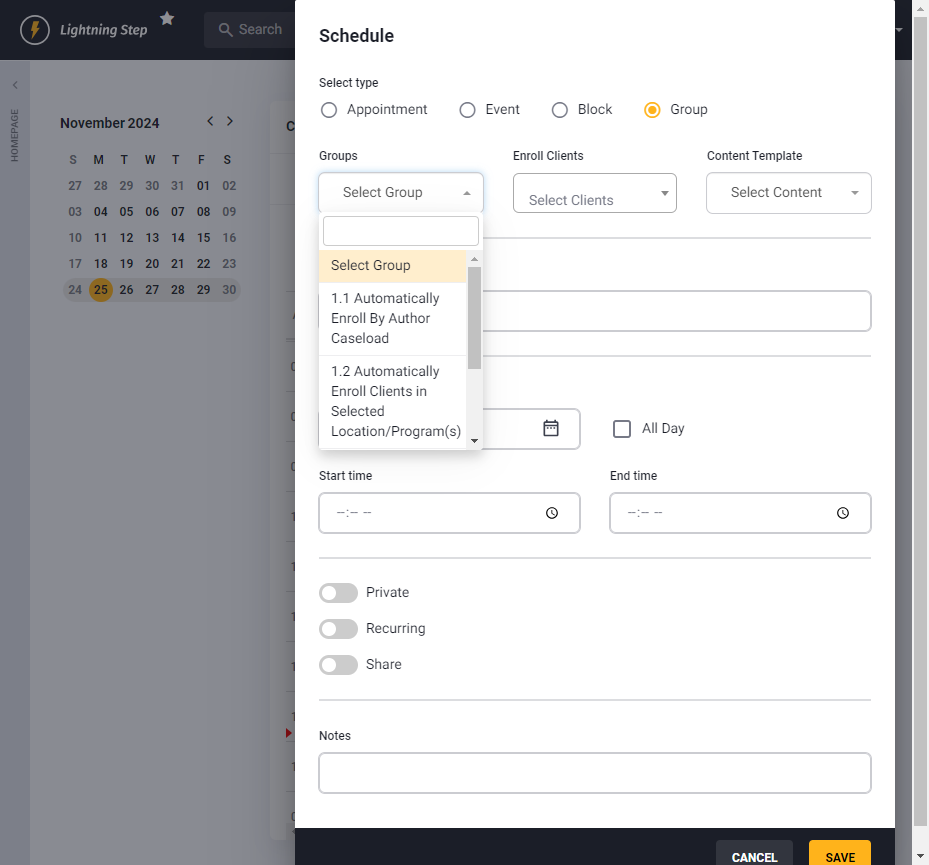 Lightning Step
Search
HOMEPAGE
November 2024
S M T W T F S
27 28 29 30 31 01 02
03 04 05 06 07 08 09
10 11 12 13 14 15 16
17 18 19 20 21 22 23
24 25 26 27 28 29 30
Schedule
Select type
Appointment Event Block Group
Groups Enroll Clients Content Template
Select Group Select Clients Select Content
Select Group
1.1 Automatically
Enroll By Author
Caseload
1.2 Automatically
Enroll Clients in
Selected
Location/Program(s)
All Day
Start time End time
--:-- -- --:-- --
Private
Recurring
Share
Notes
CANCEL SAVE